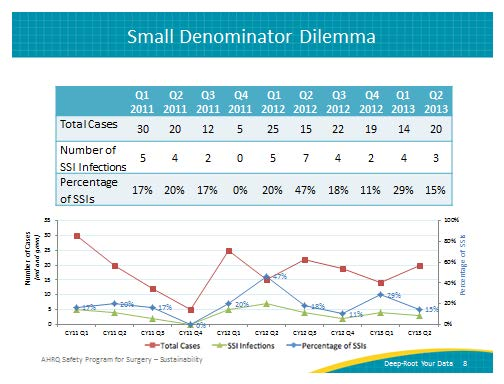 Small Denominator Dilemma
Q1 Q2 Q3 Q4 Q1 Q2 Q3 Q4 Q1 Q2
2011 2011 2011 2011 2012 2012 2012 2012 2013 2013
Total Cases 30 20 12 5 25 15 22 19 14 20
Number of
SSI Infections 5 4 2 0 5 7 4 2 4 3
Percentage
of SSIs 17% 20% 17% 0% 20% 47% 18% 11% 29% 15%
Number of Cases
(red and green)
35
30
25
20
15
10
5
0
100%
80%
60%
40%
20%
0%
Percentage of SSIs
17% 20% 17% 0% 20% 47% 18% 11% 29% 15%
CY11 Q1 CY11 Q2 CY11 Q3 CY11 Q4 CY12 Q1 CY12 Q2 CY12 Q3 CY12 Q4 CY13 Q1 CY13 Q2
Total Cases SSI Infections Percentage of SSIs
AHRQ Safety Program for Surgery – Sustainability
Deep-Root Your Data 8